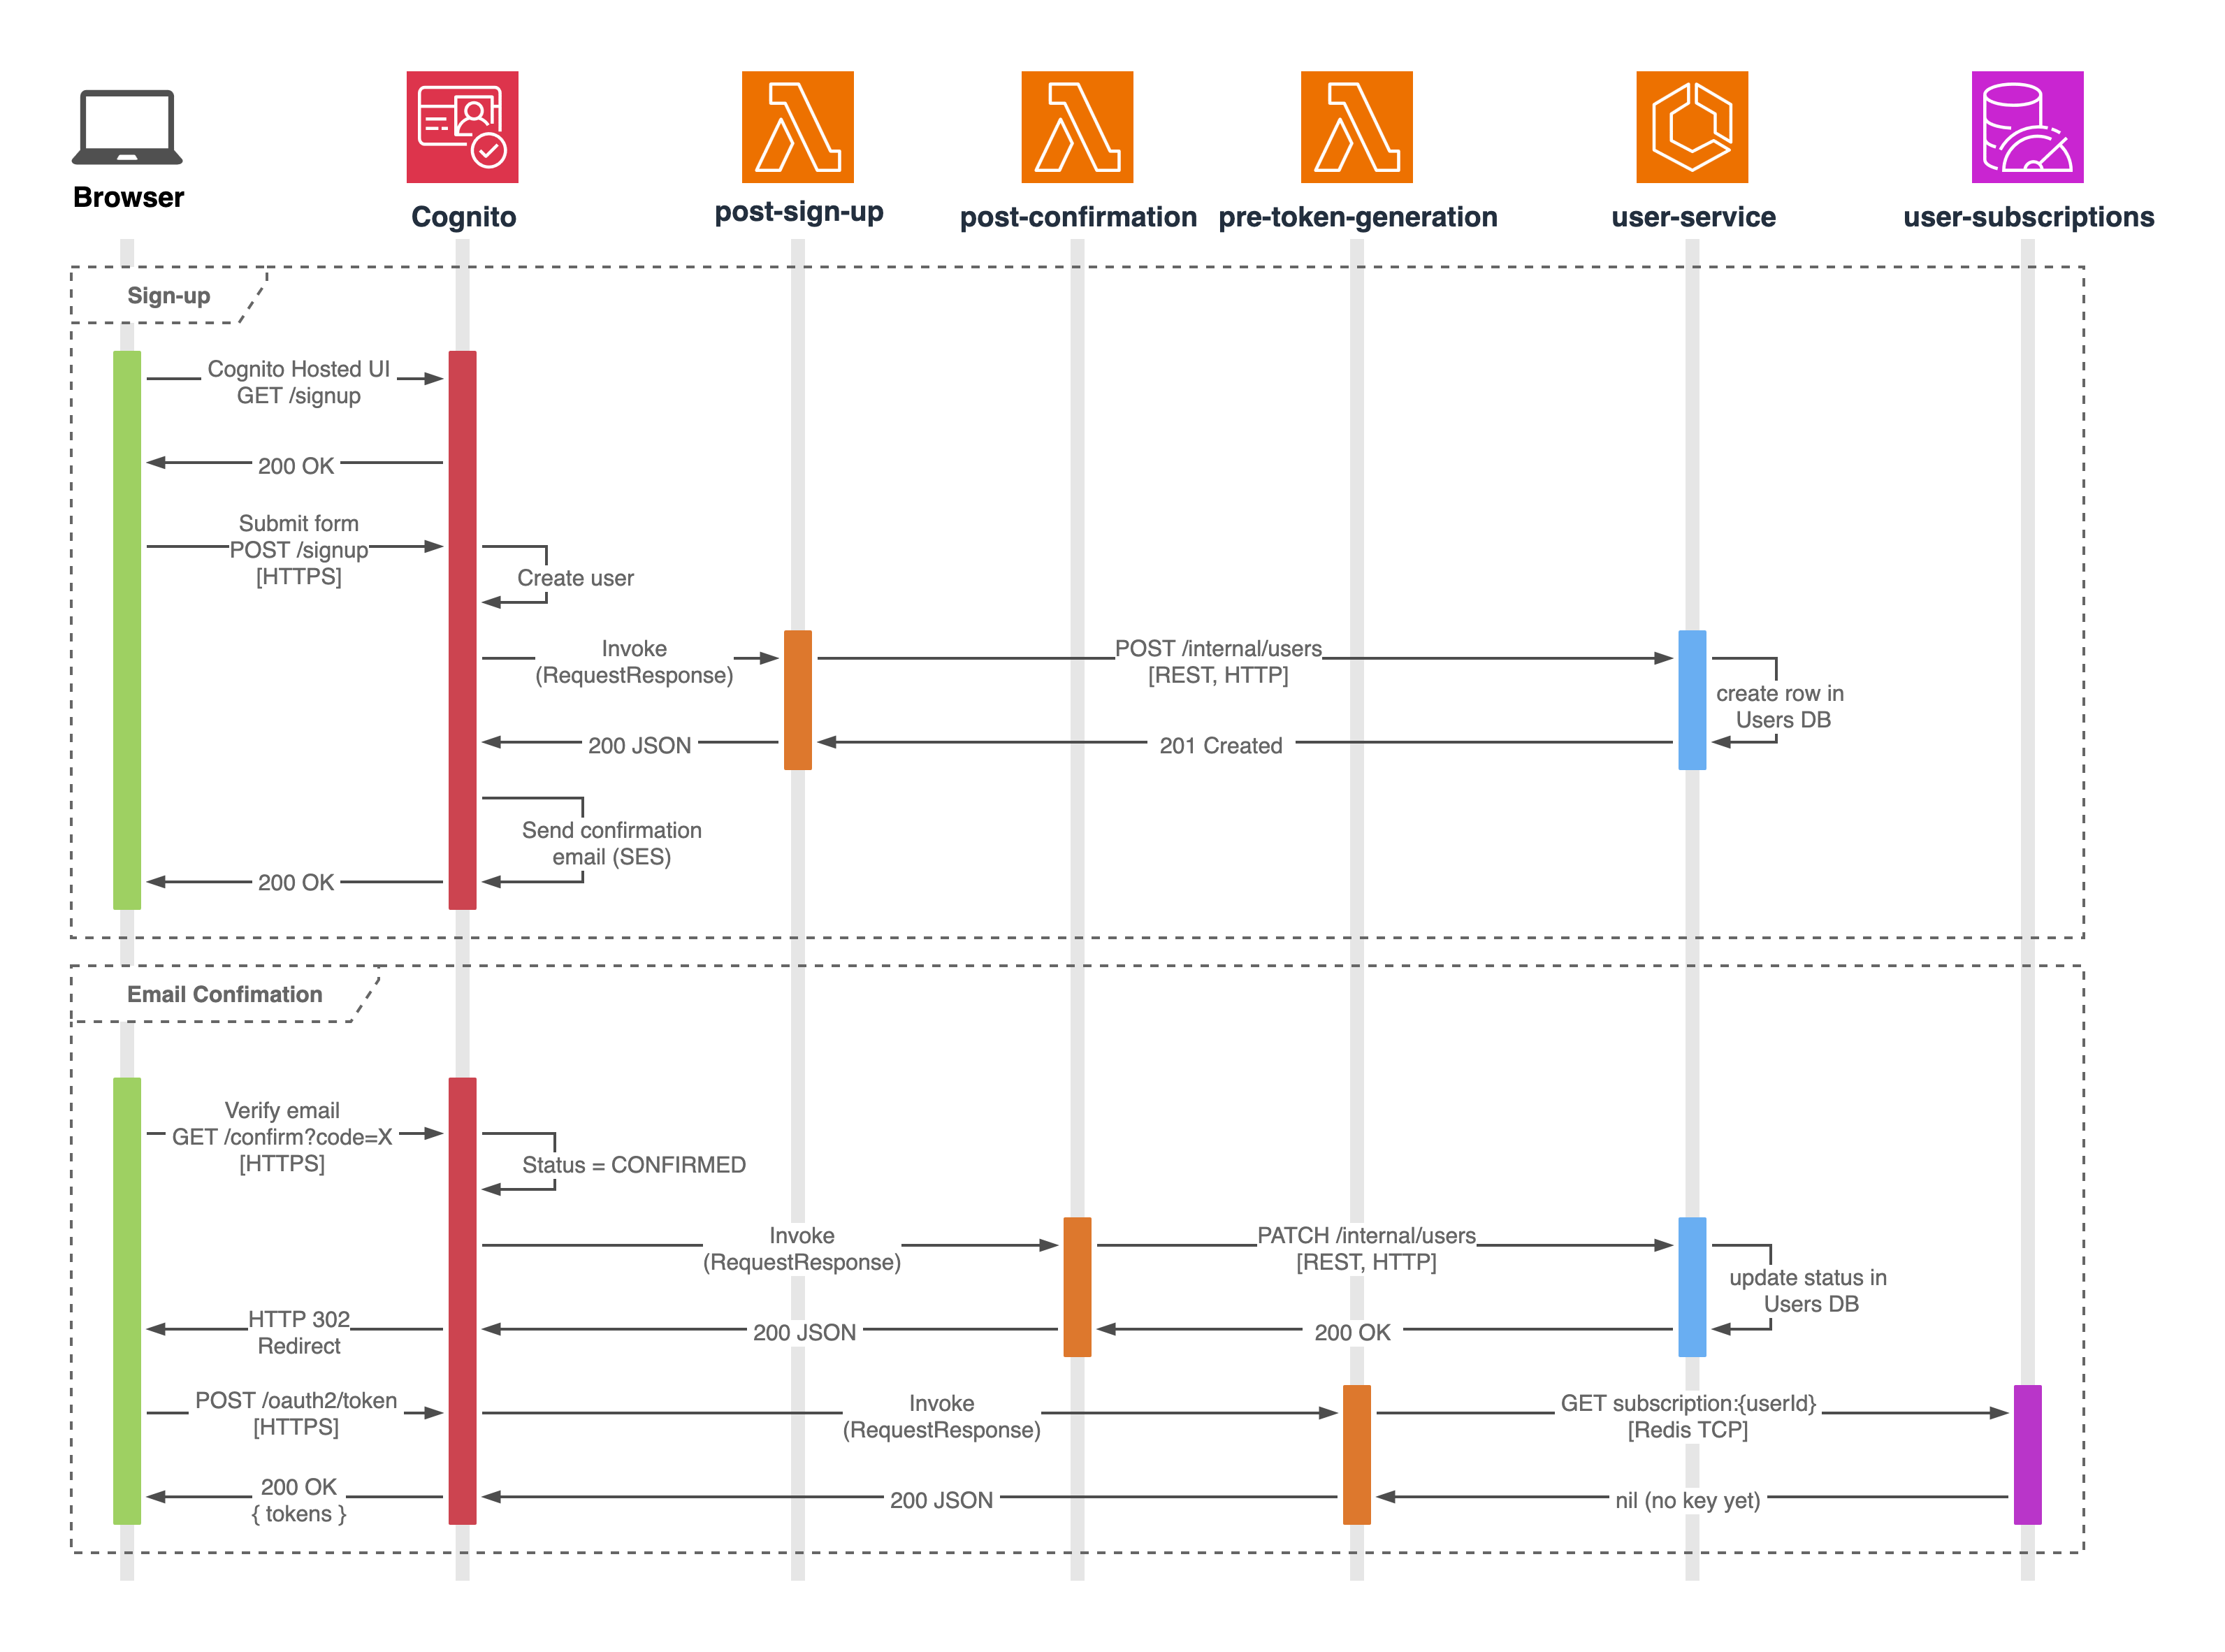 Browser
Cognito
post-sign-up
post-confirmation
pre-token-generation
user-service
user-subscriptions
Sign-up
Cognito Hosted UI
GET /signup
200 OK
Submit form
POST /signup
[HTTPS]
Create user
Invoke
(RequestResponse)
POST /internal/users
[REST, HTTP]
create row in
Users DB
200 JSON
201 Created
Send confirmation
email (SES)
200 OK
Email Confimation
Verify email
GET /confirm?code=X
[HTTPS]
Status = CONFIRMED
Invoke
(RequestResponse)
PATCH /internal/users
[REST, HTTP]
update status in
Users DB
HTTP 302
Redirect
200 JSON
200 OK
POST /oauth2/token
[HTTPS]
Invoke
(RequestResponse)
GET subscription:{userId}
[Redis TCP]
200 OK
{ tokens }
200 JSON
nil (no key yet)